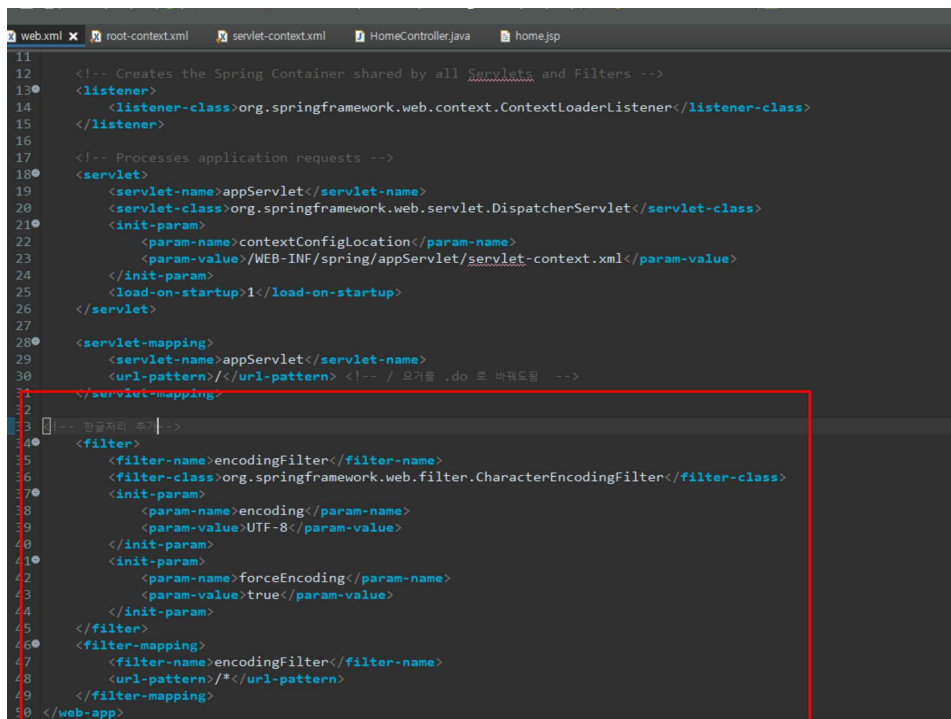 web.xml root-context.xml servlet-context.xml HomeController.java home.jsp
11
12 <!-- Creates the Spring Container shared by all Servlets and Filters -->
13 <listener>
14 <listener-class>org.springframework.web.context.ContextLoaderListener</listener-class>
15 </listener>
16
17 <!-- Processes application requests -->
18 <servlet>
19 <servlet-name>appServlet</servlet-name>
20 <servlet-class>org.springframework.web.servlet.DispatcherServlet</servlet-class>
21 <init-param>
22 <param-name>contextConfigLocation</param-name>
23 <param-value>/WEB-INF/spring/appServlet/servlet-context.xml</param-value>
24 </init-param>
25 <load-on-startup>1</load-on-startup>
26 </servlet>
27
28 <servlet-mapping>
29 <servlet-name>appServlet</servlet-name>
30 <url-pattern>/</url-pattern> <!-- / 요거를 .do 로 바꿔도됨 -->
31 </servlet-mapping>
32
33 <!-- 한글처리 추가-->
34 <filter>
35 <filter-name>encodingFilter</filter-name>
36 <filter-class>org.springframework.web.filter.CharacterEncodingFilter</filter-class>
37 <init-param>
38 <param-name>encoding</param-name>
39 <param-value>UTF-8</param-value>
40 </init-param>
41 <init-param>
42 <param-name>forceEncoding</param-name>
43 <param-value>true</param-value>
44 </init-param>
45 </filter>
46 <filter-mapping>
47 <filter-name>encodingFilter</filter-name>
48 <url-pattern>/*</url-pattern>
49 </filter-mapping>
50 </web-app>